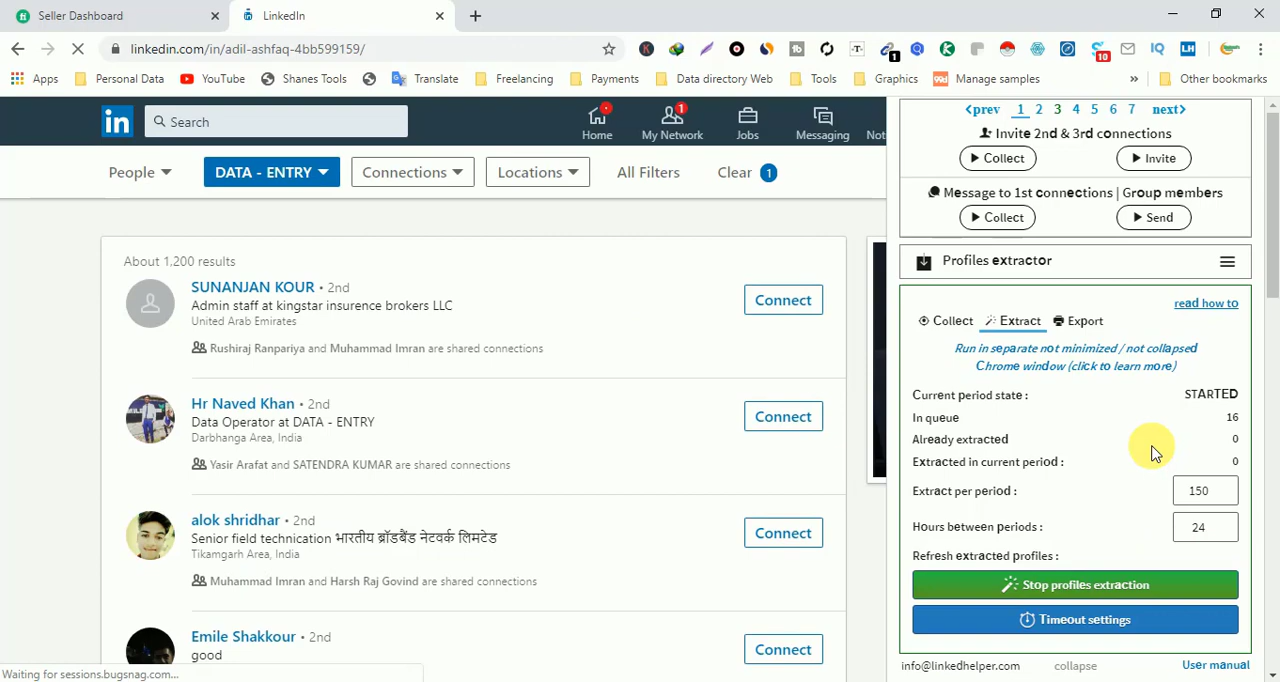 Seller Dashboard
LinkedIn
linkedin.com/in/adil-ashfaq-4bb599159/
1
10
IQ
LH
Apps
Personal Data
YouTube
Shanes Tools
Translate
Freelancing
Payments
Data directory Web
Tools
Graphics
Manage samples
»
Other bookmarks
in
Search
Home
My Network
1
Jobs
Messaging
People
DATA - ENTRY
Connections
Locations
All Filters
Clear 1
About 1,200 results
SUNANJAN KOUR • 2nd
Admin staff at kingstar insurence brokers LLC
United Arab Emirates
Rushiraj Ranpariya and Muhammad Imran are shared connections
Connect
Hr Naved Khan • 2nd
Data Operator at DATA - ENTRY
Darbhanga Area, India
Yasir Arafat and SATENDRA KUMAR are shared connections
Connect
alok shridhar • 2nd
Senior field technication भारतीय ब्रॉडबैंड नेटवर्क लिमटेड
Tikamgarh Area, India
Muhammad Imran and Harsh Raj Govind are shared connections
Connect
Emile Shakkour • 2nd
good
Connect
Waiting for sessions.bugsnag.com...
<prev 1 2 3 4 5 6 7 next>
Invite 2nd & 3rd connections
Collect
Invite
Message to 1st connections | Group members
Collect
Send
Profiles extractor
read how to
Collect
Extract
Export
Run in separate not minimized / not collapsed
Chrome window (click to learn more)
Current period state : STARTED
In queue 16
Already extracted 0
Extracted in current period : 0
Extract per period : 150
Hours between periods : 24
Refresh extracted profiles :
Stop profiles extraction
Timeout settings
info@linkedhelper.com
collapse
User manual